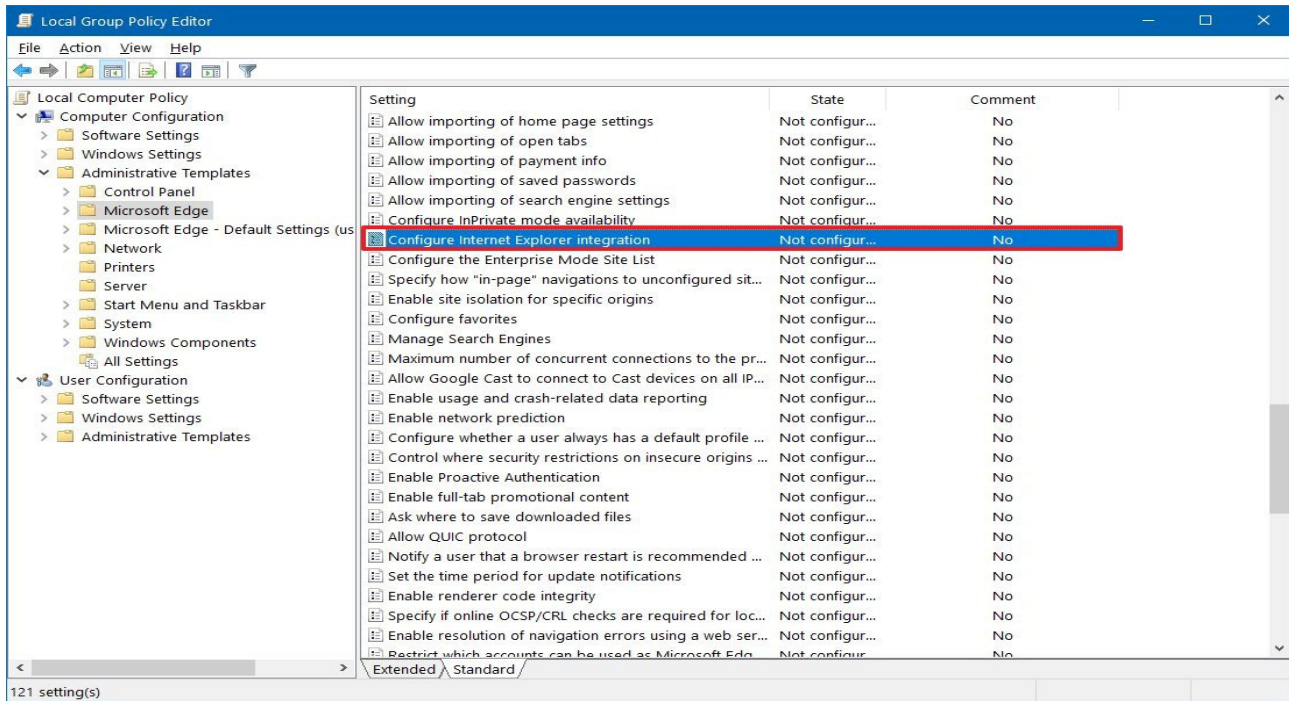 Local Group Policy Editor
File Action View Help
Local Computer Policy
Computer Configuration
Software Settings
Windows Settings
Administrative Templates
Control Panel
Microsoft Edge
Microsoft Edge - Default Settings (us
Network
Printers
Server
Start Menu and Taskbar
System
Windows Components
All Settings
User Configuration
Software Settings
Windows Settings
Administrative Templates
Setting State Comment
Allow importing of home page settings Not configur... No
Allow importing of open tabs Not configur... No
Allow importing of payment info Not configur... No
Allow importing of saved passwords Not configur... No
Allow importing of search engine settings Not configur... No
Configure InPrivate mode availability Not configur... No
Configure Internet Explorer integration Not configur... No
Configure the Enterprise Mode Site List Not configur... No
Specify how "in-page" navigations to unconfigured sit... Not configur... No
Enable site isolation for specific origins Not configur... No
Configure favorites Not configur... No
Manage Search Engines Not configur... No
Maximum number of concurrent connections to the pr... Not configur... No
Allow Google Cast to connect to Cast devices on all IP... Not configur... No
Enable usage and crash-related data reporting Not configur... No
Enable network prediction Not configur... No
Configure whether a user always has a default profile ... Not configur... No
Control where security restrictions on insecure origins ... Not configur... No
Enable Proactive Authentication Not configur... No
Enable full-tab promotional content Not configur... No
Ask where to save downloaded files Not configur... No
Allow QUIC protocol Not configur... No
Notify a user that a browser restart is recommended ... Not configur... No
Set the time period for update notifications Not configur... No
Enable renderer code integrity Not configur... No
Specify if online OCSP/CRL checks are required for loc... Not configur... No
Enable resolution of navigation errors using a web ser... Not configur... No
Restrict which accounts can be used as Microsoft Edg... Not configur... No
Extended Standard
121 setting(s)